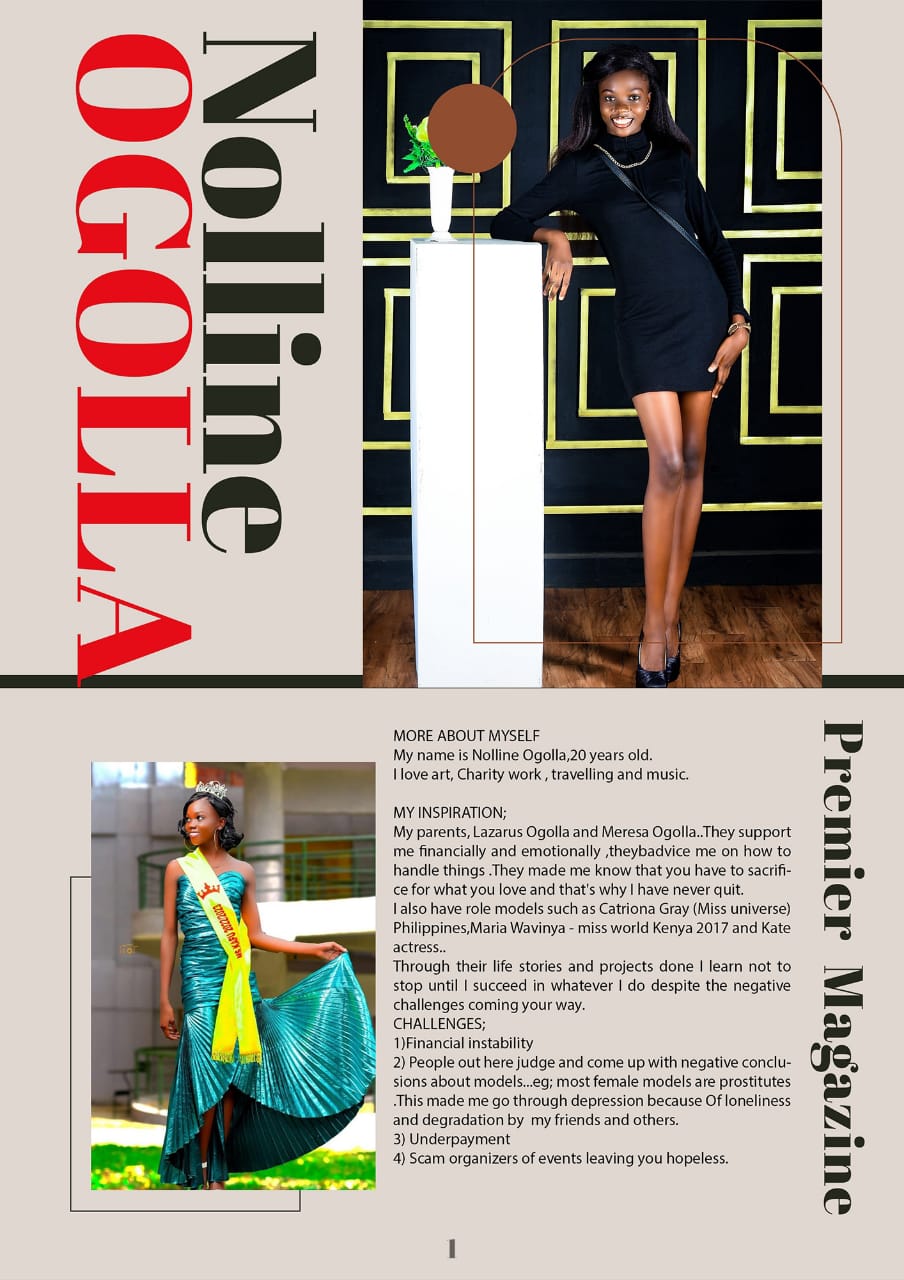 Nolline
OGOLLA
MORE ABOUT MYSELF
My name is Nolline Ogolla,20 years old.
I love art, Charity work , travelling and music.
MY INSPIRATION;
My parents, Lazarus Ogolla and Meresa Ogolla..They support
me financially and emotionally ,theybadvice me on how to
handle things .They made me know that you have to sacrifi-
ce for what you love and that's why I have never quit.
I also have role models such as Catriona Gray (Miss universe)
Philippines,Maria Wavinya - miss world Kenya 2017 and Kate
actress..
Through their life stories and projects done I learn not to
stop until I succeed in whatever I do despite the negative
challenges coming your way.
CHALLENGES;
1)Financial instability
2) People out here judge and come up with negative conclu-
sions about models...eg; most female models are prostitutes
.This made me go through depression because Of loneliness
and degradation by my friends and others.
3) Underpayment
4) Scam organizers of events leaving you hopeless.
Premier Magazine
2022/2023
1